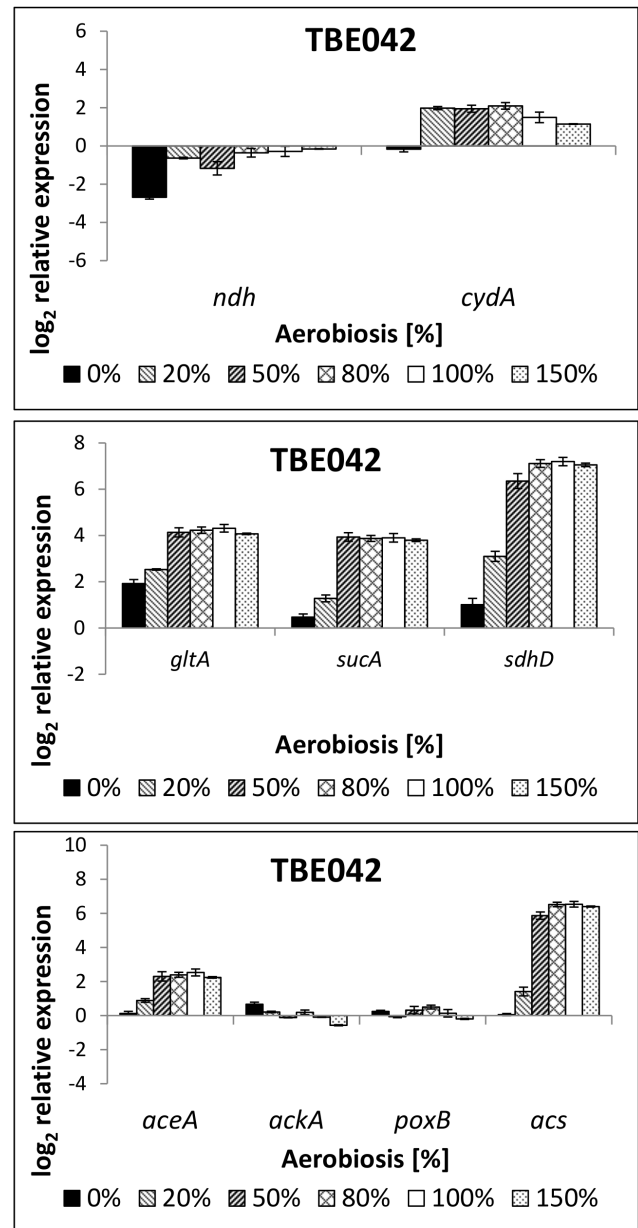 TBE042
6
4
2
0
-2
-4
-6
log2 relative expression
ndh cydA
Aerobiosis [%]
0% 20% 50% 80% 100% 150%
TBE042
8
6
4
2
0
-2
log2 relative expression
gltA sucA sdhD
Aerobiosis [%]
0% 20% 50% 80% 100% 150%
TBE042
10
8
6
4
2
0
-2
-4
log2 relative expression
aceA ackA poxB acs
Aerobiosis [%]
0% 20% 50% 80% 100% 150%